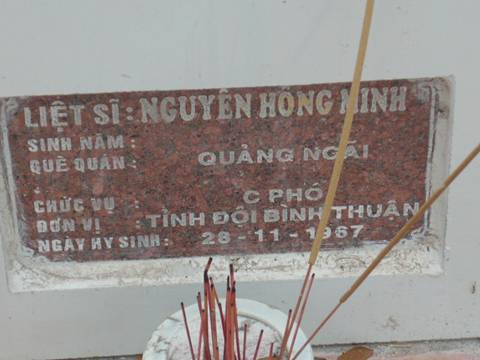 LIỆT SĨ : NGUYỄN HỒNG MINH
SINH NĂM :
QUÊ QUÁN : QUẢNG NGÃI
:
CHỨC VỤ : C PHÓ
ĐƠN VỊ : TỈNH ĐỘI BÌNH THUẬN
NGÀY HY SINH : 28 - 11 - 1967